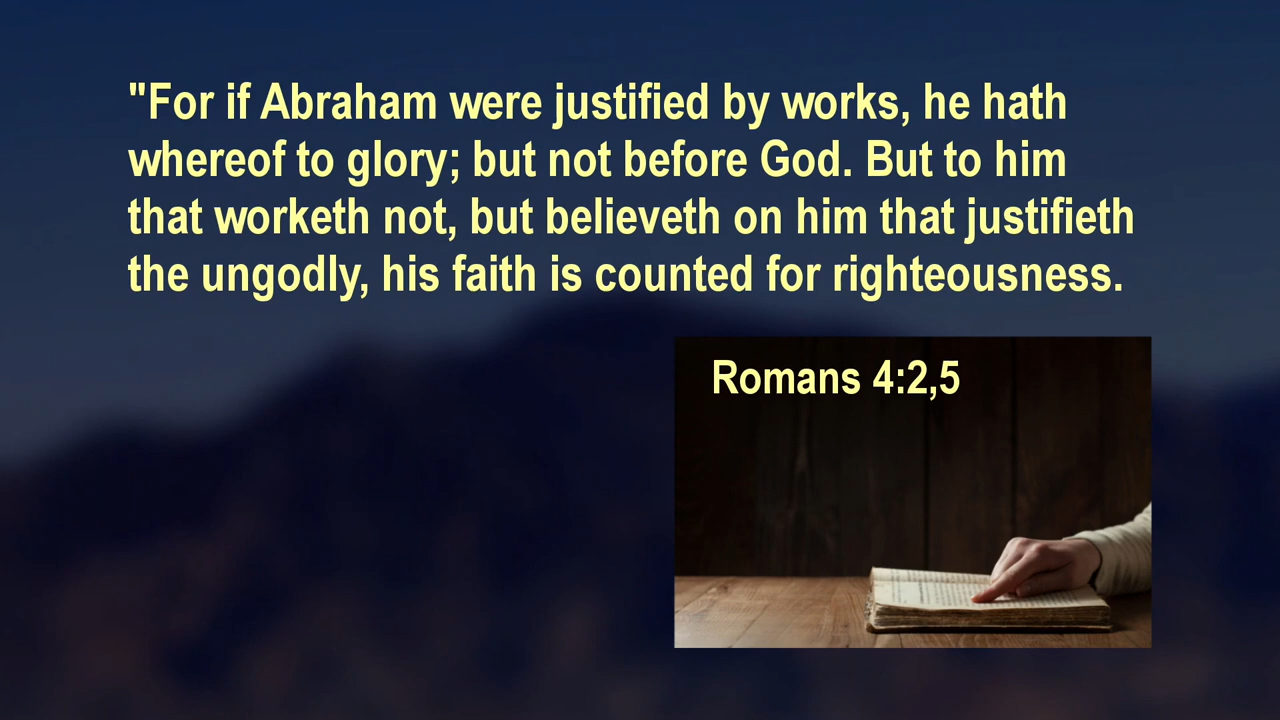 "For if Abraham were justified by works, he hath
whereof to glory; but not before God. But to him
that worketh not, but believeth on him that justifieth
the ungodly, his faith is counted for righteousness.
Romans 4:2,5